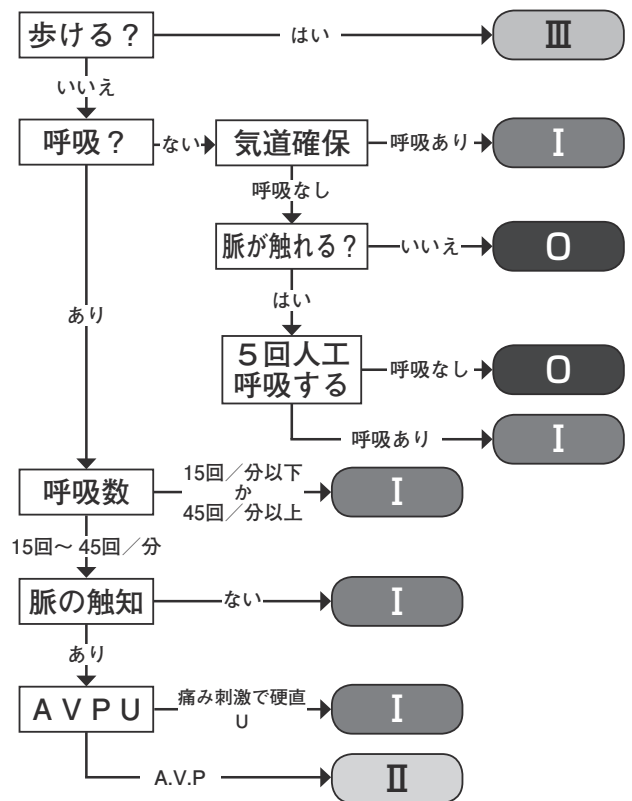 歩ける？
はい
Ⅲ
いいえ
呼吸？
ない
気道確保
呼吸あり
Ⅰ
呼吸なし
脈が触れる？
いいえ
0
あり
はい
５回人工
呼吸する
呼吸なし
0
呼吸あり
Ⅰ
呼吸数
15回／分以下
か
45回／分以上
Ⅰ
15回～45回／分
脈の触知
ない
Ⅰ
あり
ＡＶＰＵ
痛み刺激で硬直
U
Ⅰ
A.V.P
Ⅱ